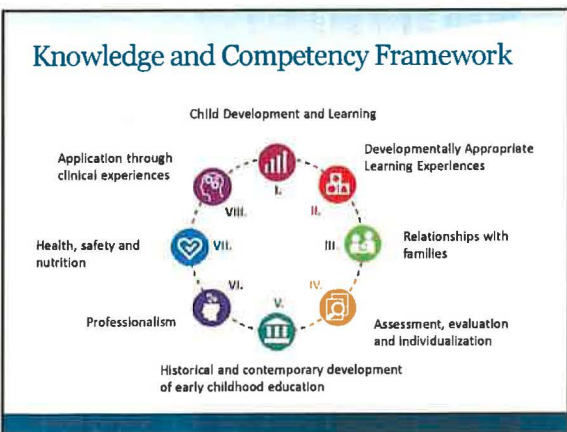 Knowledge and Competency Framework
Child Development and Learning
I.
Developmentally Appropriate
Learning Experiences
II.
Relationships with
families
III.
Assessment, evaluation
and individualization
IV.
Historical and contemporary development
of early childhood education
V.
Professionalism
VI.
Health, safety and
nutrition
VII.
Application through
clinical experiences
VIII.